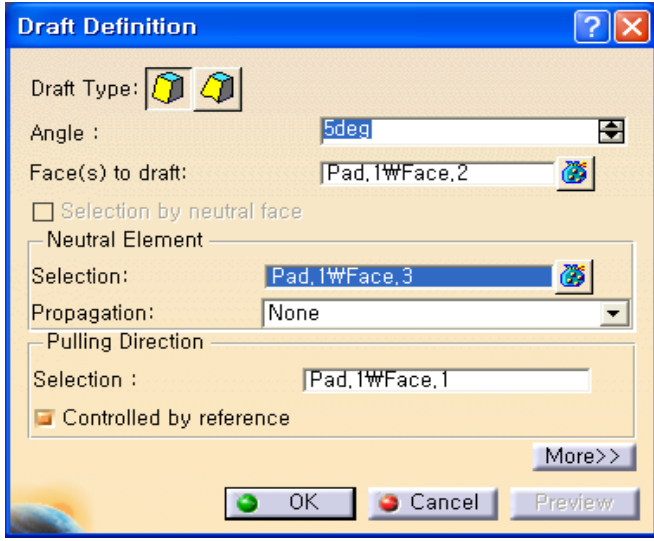 Draft Definition
Draft Type:
Angle : 5deg
Face(s) to draft: Pad,1₩Face,2
Selection by neutral face
Neutral Element
Selection: Pad,1₩Face,3
Propagation: None
Pulling Direction
Selection : Pad,1₩Face,1
Controlled by reference
More>>
OK Cancel Preview